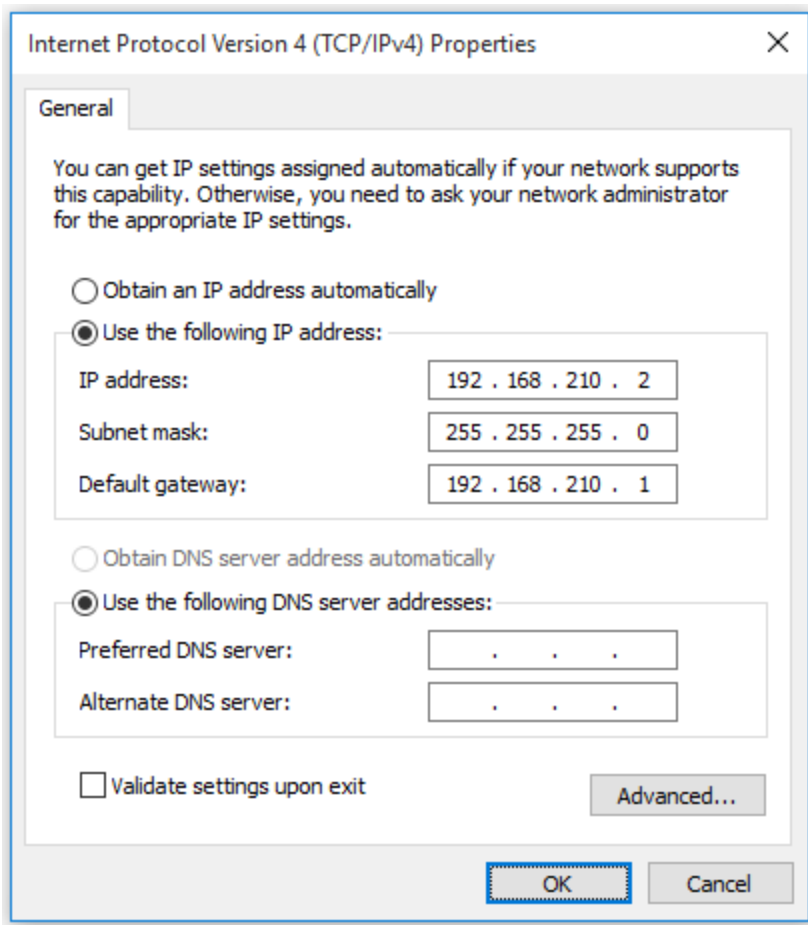 Internet Protocol Version 4 (TCP/IPv4) Properties
General
You can get IP settings assigned automatically if your network supports
this capability. Otherwise, you need to ask your network administrator
for the appropriate IP settings.
Obtain an IP address automatically
Use the following IP address:
IP address: 192 . 168 . 210 . 2
Subnet mask: 255 . 255 . 255 . 0
Default gateway: 192 . 168 . 210 . 1
Obtain DNS server address automatically
Use the following DNS server addresses:
Preferred DNS server: . . .
Alternate DNS server: . . .
Validate settings upon exit
Advanced...
OK Cancel